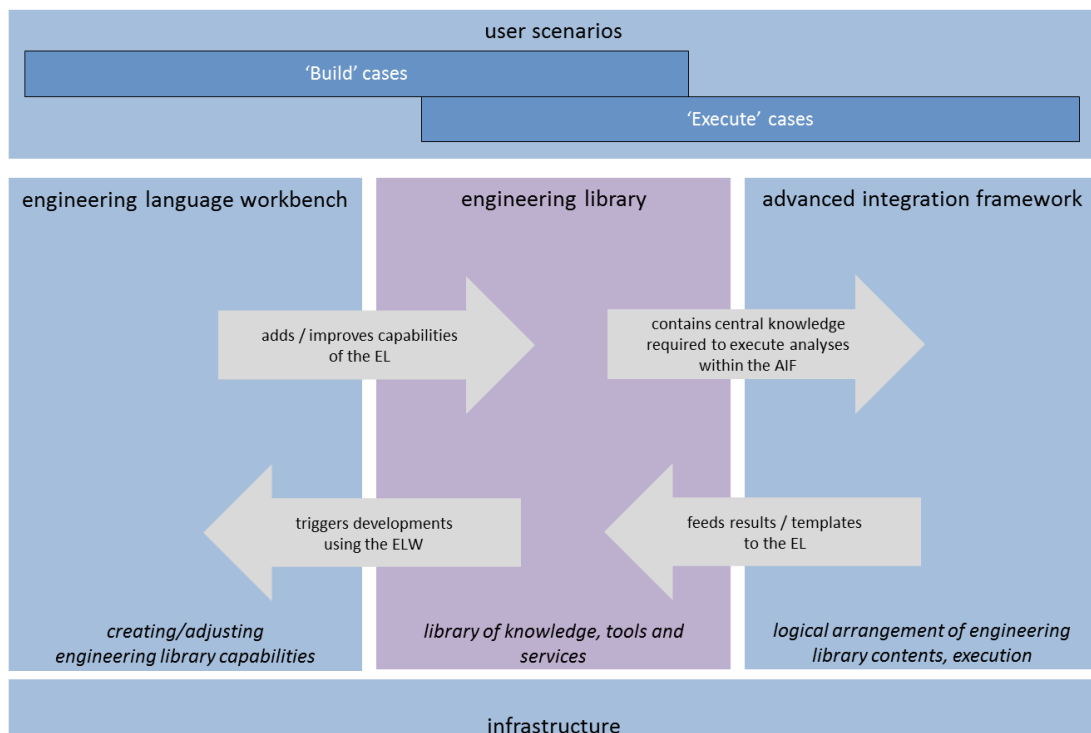 user scenarios
‘Build’ cases
‘Execute’ cases
engineering language workbench
engineering library
advanced integration framework
adds / improves capabilities
of the EL
contains central knowledge
required to execute analyses
within the AIF
triggers developments
using the ELW
feeds results / templates
to the EL
creating/adjusting
engineering library capabilities
library of knowledge, tools and
services
logical arrangement of engineering
library contents, execution
infrastructure